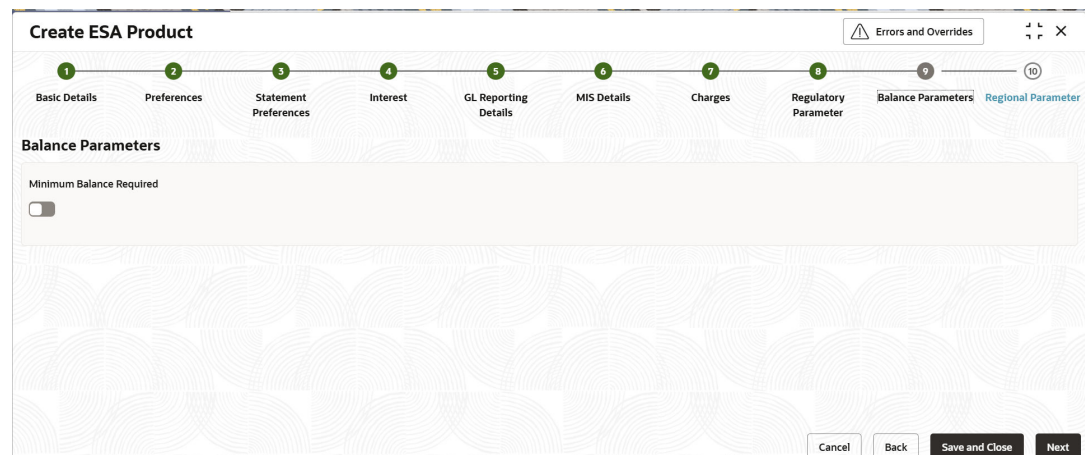 Create ESA Product
Errors and Overrides
1 2 3 4 5 6 7 8 9 10
Basic Details Preferences Statement Interest GL Reporting MIS Details Charges Regulatory Balance Parameters Regional Parameter
Preferences Details Parameter
Balance Parameters
Minimum Balance Required
Cancel Back Save and Close Next